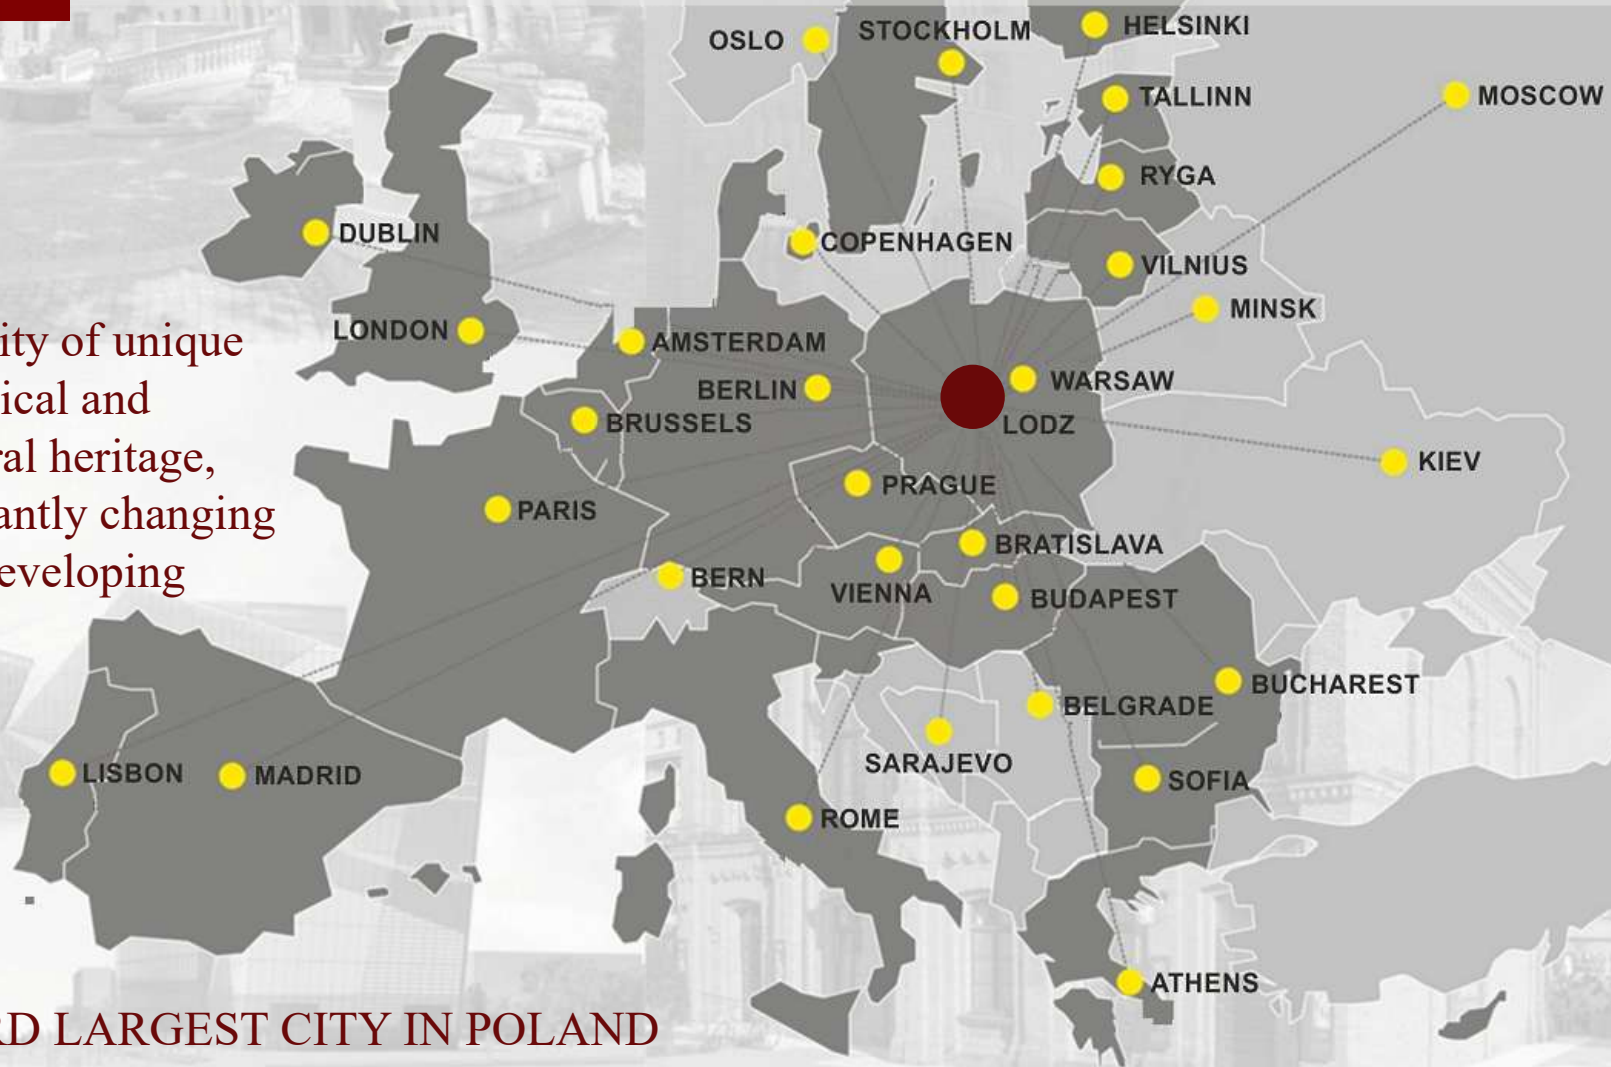 OSLO
STOCKHOLM
HELSINKI
TALLINN
MOSCOW
RYGA
DUBLIN
COPENHAGEN
VILNIUS
MINSK
LONDON
AMSTERDAM
ity of unique
ical and
ral heritage,
antly changing
eveloping
BERLIN
WARSAW
BRUSSELS
LODZ
KIEV
PRAGUE
PARIS
BRATISLAVA
BERN
VIENNA
BUDAPEST
BUCHAREST
BELGRADE
SARAJEVO
LISBON
MADRID
SOFIA
ROME
ATHENS
RD LARGEST CITY IN POLAND